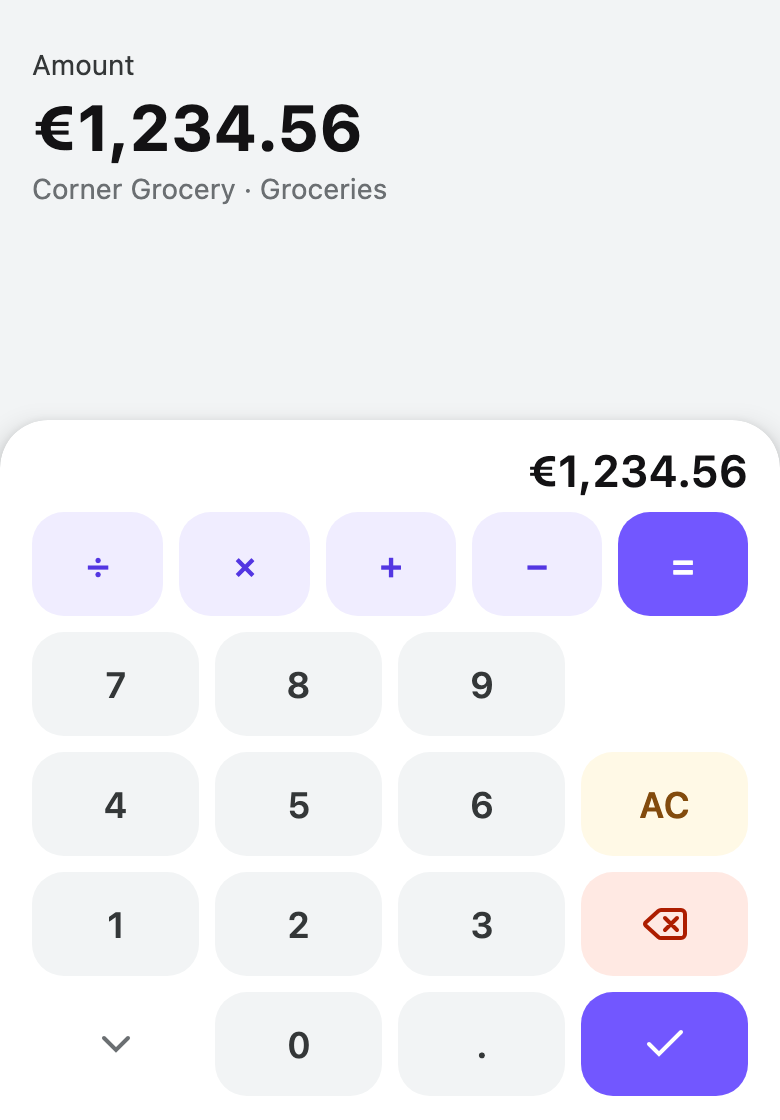 Amount
€1,234.56
Corner Grocery · Groceries
€1,234.56
÷ × + − =
7 8 9
4 5 6 AC
1 2 3
0 .